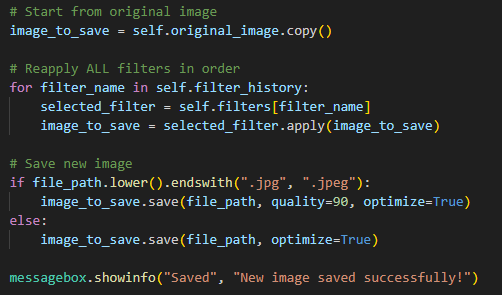 # Start from original image
image_to_save = self.original_image.copy()
# Reapply ALL filters in order
for filter_name in self.filter_history:
    selected_filter = self.filters[filter_name]
    image_to_save = selected_filter.apply(image_to_save)
# Save new image
if file_path.lower().endswith(".jpg", ".jpeg"):
    image_to_save.save(file_path, quality=90, optimize=True)
else:
    image_to_save.save(file_path, optimize=True)
messagebox.showinfo("Saved", "New image saved successfully!")